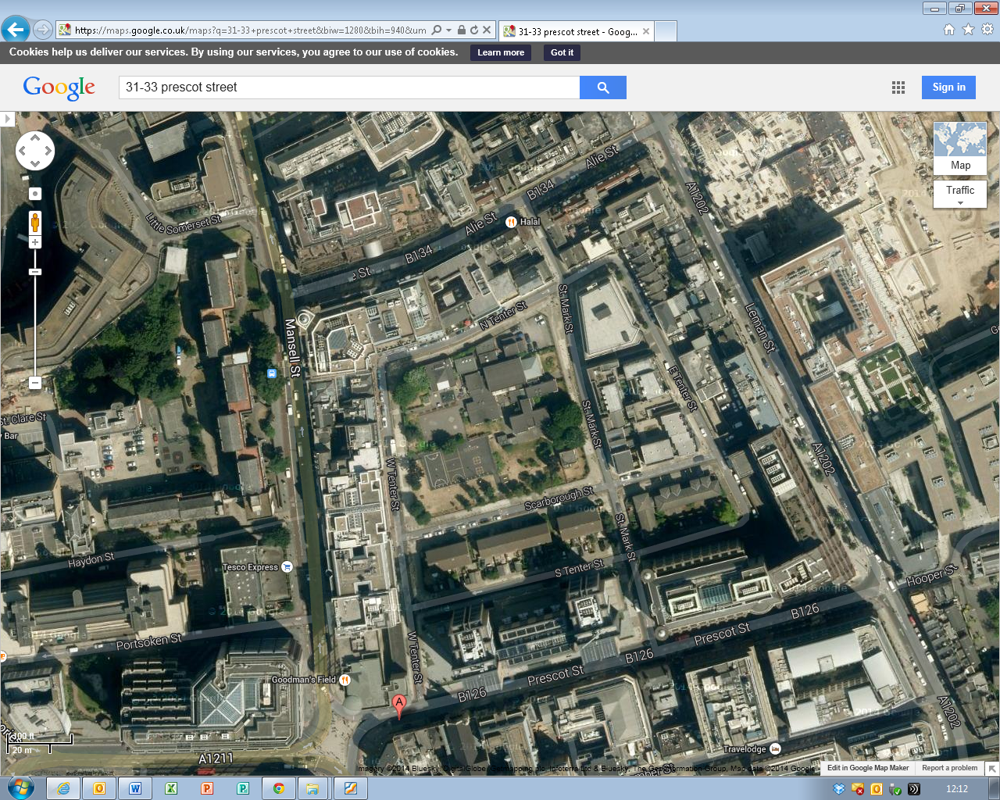 https://maps.google.co.uk/maps?q=31-33+prescot+street&biw=1280&bih=940&um
31-33 prescot street - Goog...
Cookies help us deliver our services. By using our services, you agree to our use of cookies.
Learn more
Got it
Google
31-33 prescot street
Sign in
Map
Traffic
Alie St
B134
A1202
Little Somerset St
Alie St
Halal
B134
e St
N Tenter St
St. Mark St
Leman St
Mansell St
E Tenter St
St. Clare St
y Bar
St. Mark St
A1202
W Tenter St
Scarborough St
St. Mark St
Haydon St
Tesco Express
S Tenter St
Hooper St
B126
Portsoken St
Prescot St
W Tenter St
B126
Prescot St
Goodman's Field
B126
A
A1202
100 ft
20 m
A1211
Travelodge
Imagery ©2014 Bluesky, DigitalGlobe, Getmapping plc, Infoterra Ltd & Bluesky, The GeoInformation Group, Map data ©2014 Google -
Edit in Google Map Maker
Report a problem
12:12